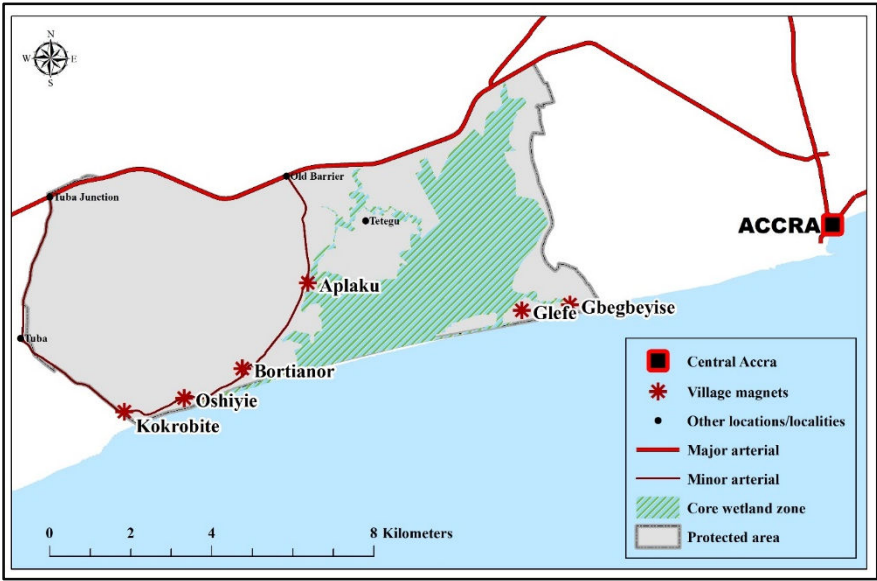 N
W E
S
Old Barrier
Tuba Junction
Tetegu
ACCRA
Aplaku
Glefe
Gbegbeyise
Tuba
Bortianor
Oshiyie
Kokrobite
Central Accra
Village magnets
Other locations/localities
Major arterial
Minor arterial
Core wetland zone
Protected area
0 2 4 8 Kilometers